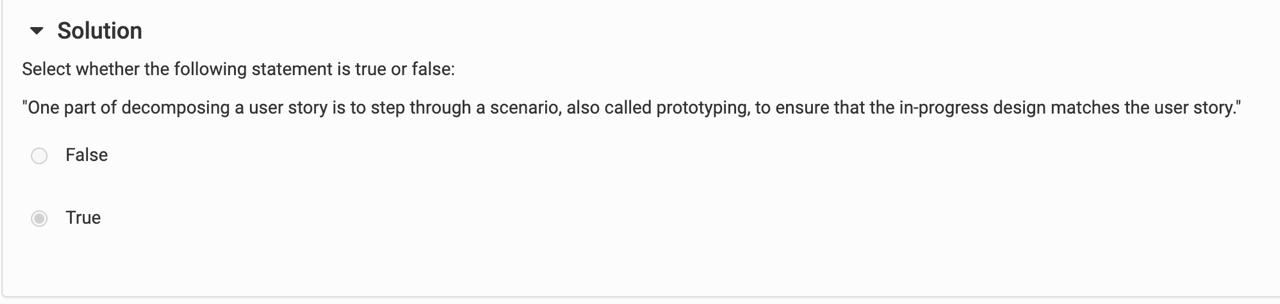 Solution
Select whether the following statement is true or false:
"One part of decomposing a user story is to step through a scenario, also called prototyping, to ensure that the in-progress design matches the user story."
False
True